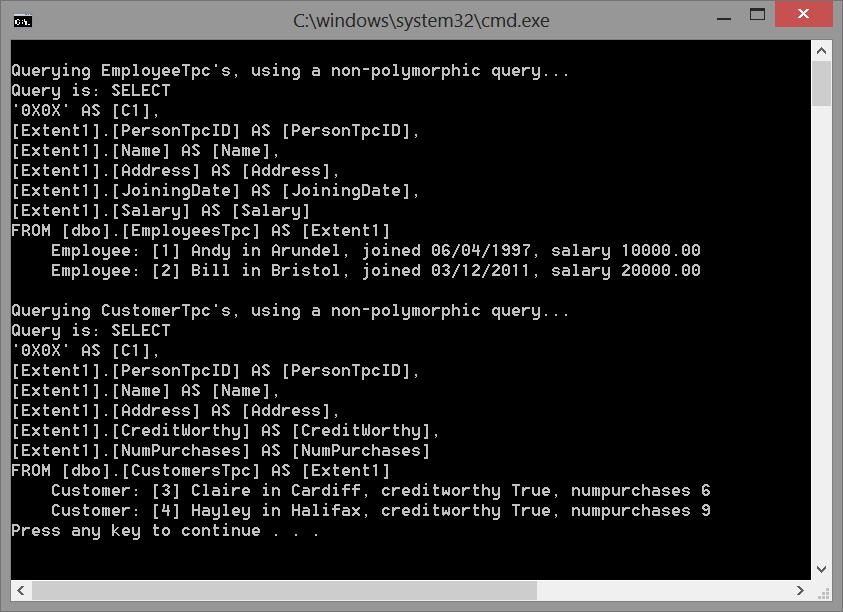 C:\windows\system32\cmd.exe
Querying EmployeeTpc's, using a non-polymorphic query...
Query is: SELECT
'0X0X' AS [C1],
[Extent1].[PersonTpcID] AS [PersonTpcID],
[Extent1].[Name] AS [Name],
[Extent1].[Address] AS [Address],
[Extent1].[JoiningDate] AS [JoiningDate],
[Extent1].[Salary] AS [Salary]
FROM [dbo].[EmployeesTpc] AS [Extent1]
    Employee: [1] Andy in Arundel, joined 06/04/1997, salary 10000.00
    Employee: [2] Bill in Bristol, joined 03/12/2011, salary 20000.00
Querying CustomerTpc's, using a non-polymorphic query...
Query is: SELECT
'0X0X' AS [C1],
[Extent1].[PersonTpcID] AS [PersonTpcID],
[Extent1].[Name] AS [Name],
[Extent1].[Address] AS [Address],
[Extent1].[CreditWorthy] AS [CreditWorthy],
[Extent1].[NumPurchases] AS [NumPurchases]
FROM [dbo].[CustomersTpc] AS [Extent1]
    Customer: [3] Claire in Cardiff, creditworthy True, numpurchases 6
    Customer: [4] Hayley in Halifax, creditworthy True, numpurchases 9
Press any key to continue . . .